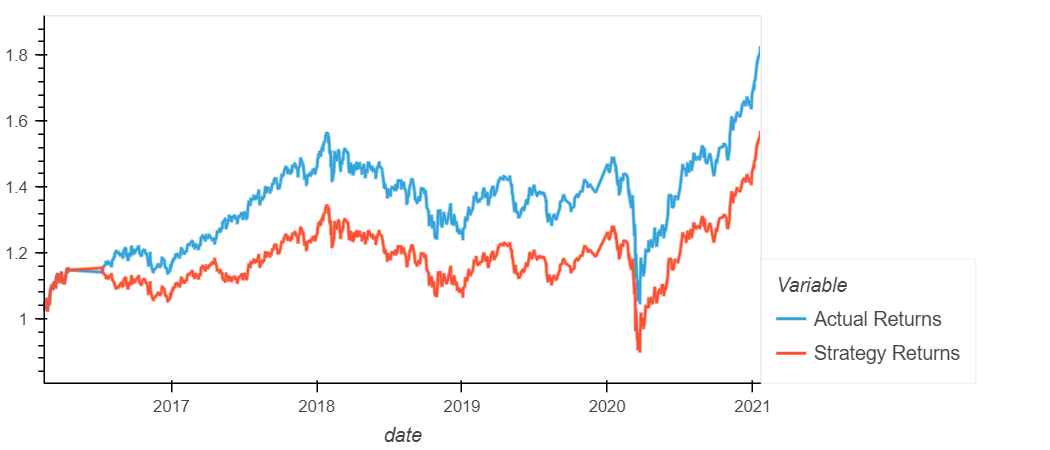 1.8
1.6
1.4
1.2
1
2017
2018
2019
2020
2021
date
Variable
Actual Returns
Strategy Returns